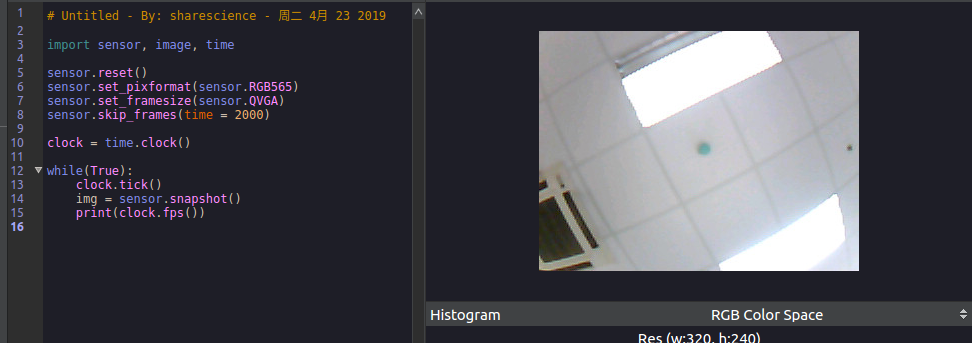 1 # Untitled - By: sharescience - 周二 4月 23 2019
2
3 import sensor, image, time
4
5 sensor.reset()
6 sensor.set_pixformat(sensor.RGB565)
7 sensor.set_framesize(sensor.QVGA)
8 sensor.skip_frames(time = 2000)
9
10 clock = time.clock()
11
12 while(True):
13     clock.tick()
14     img = sensor.snapshot()
15     print(clock.fps())
16
Histogram RGB Color Space
Res (w:320, h:240)